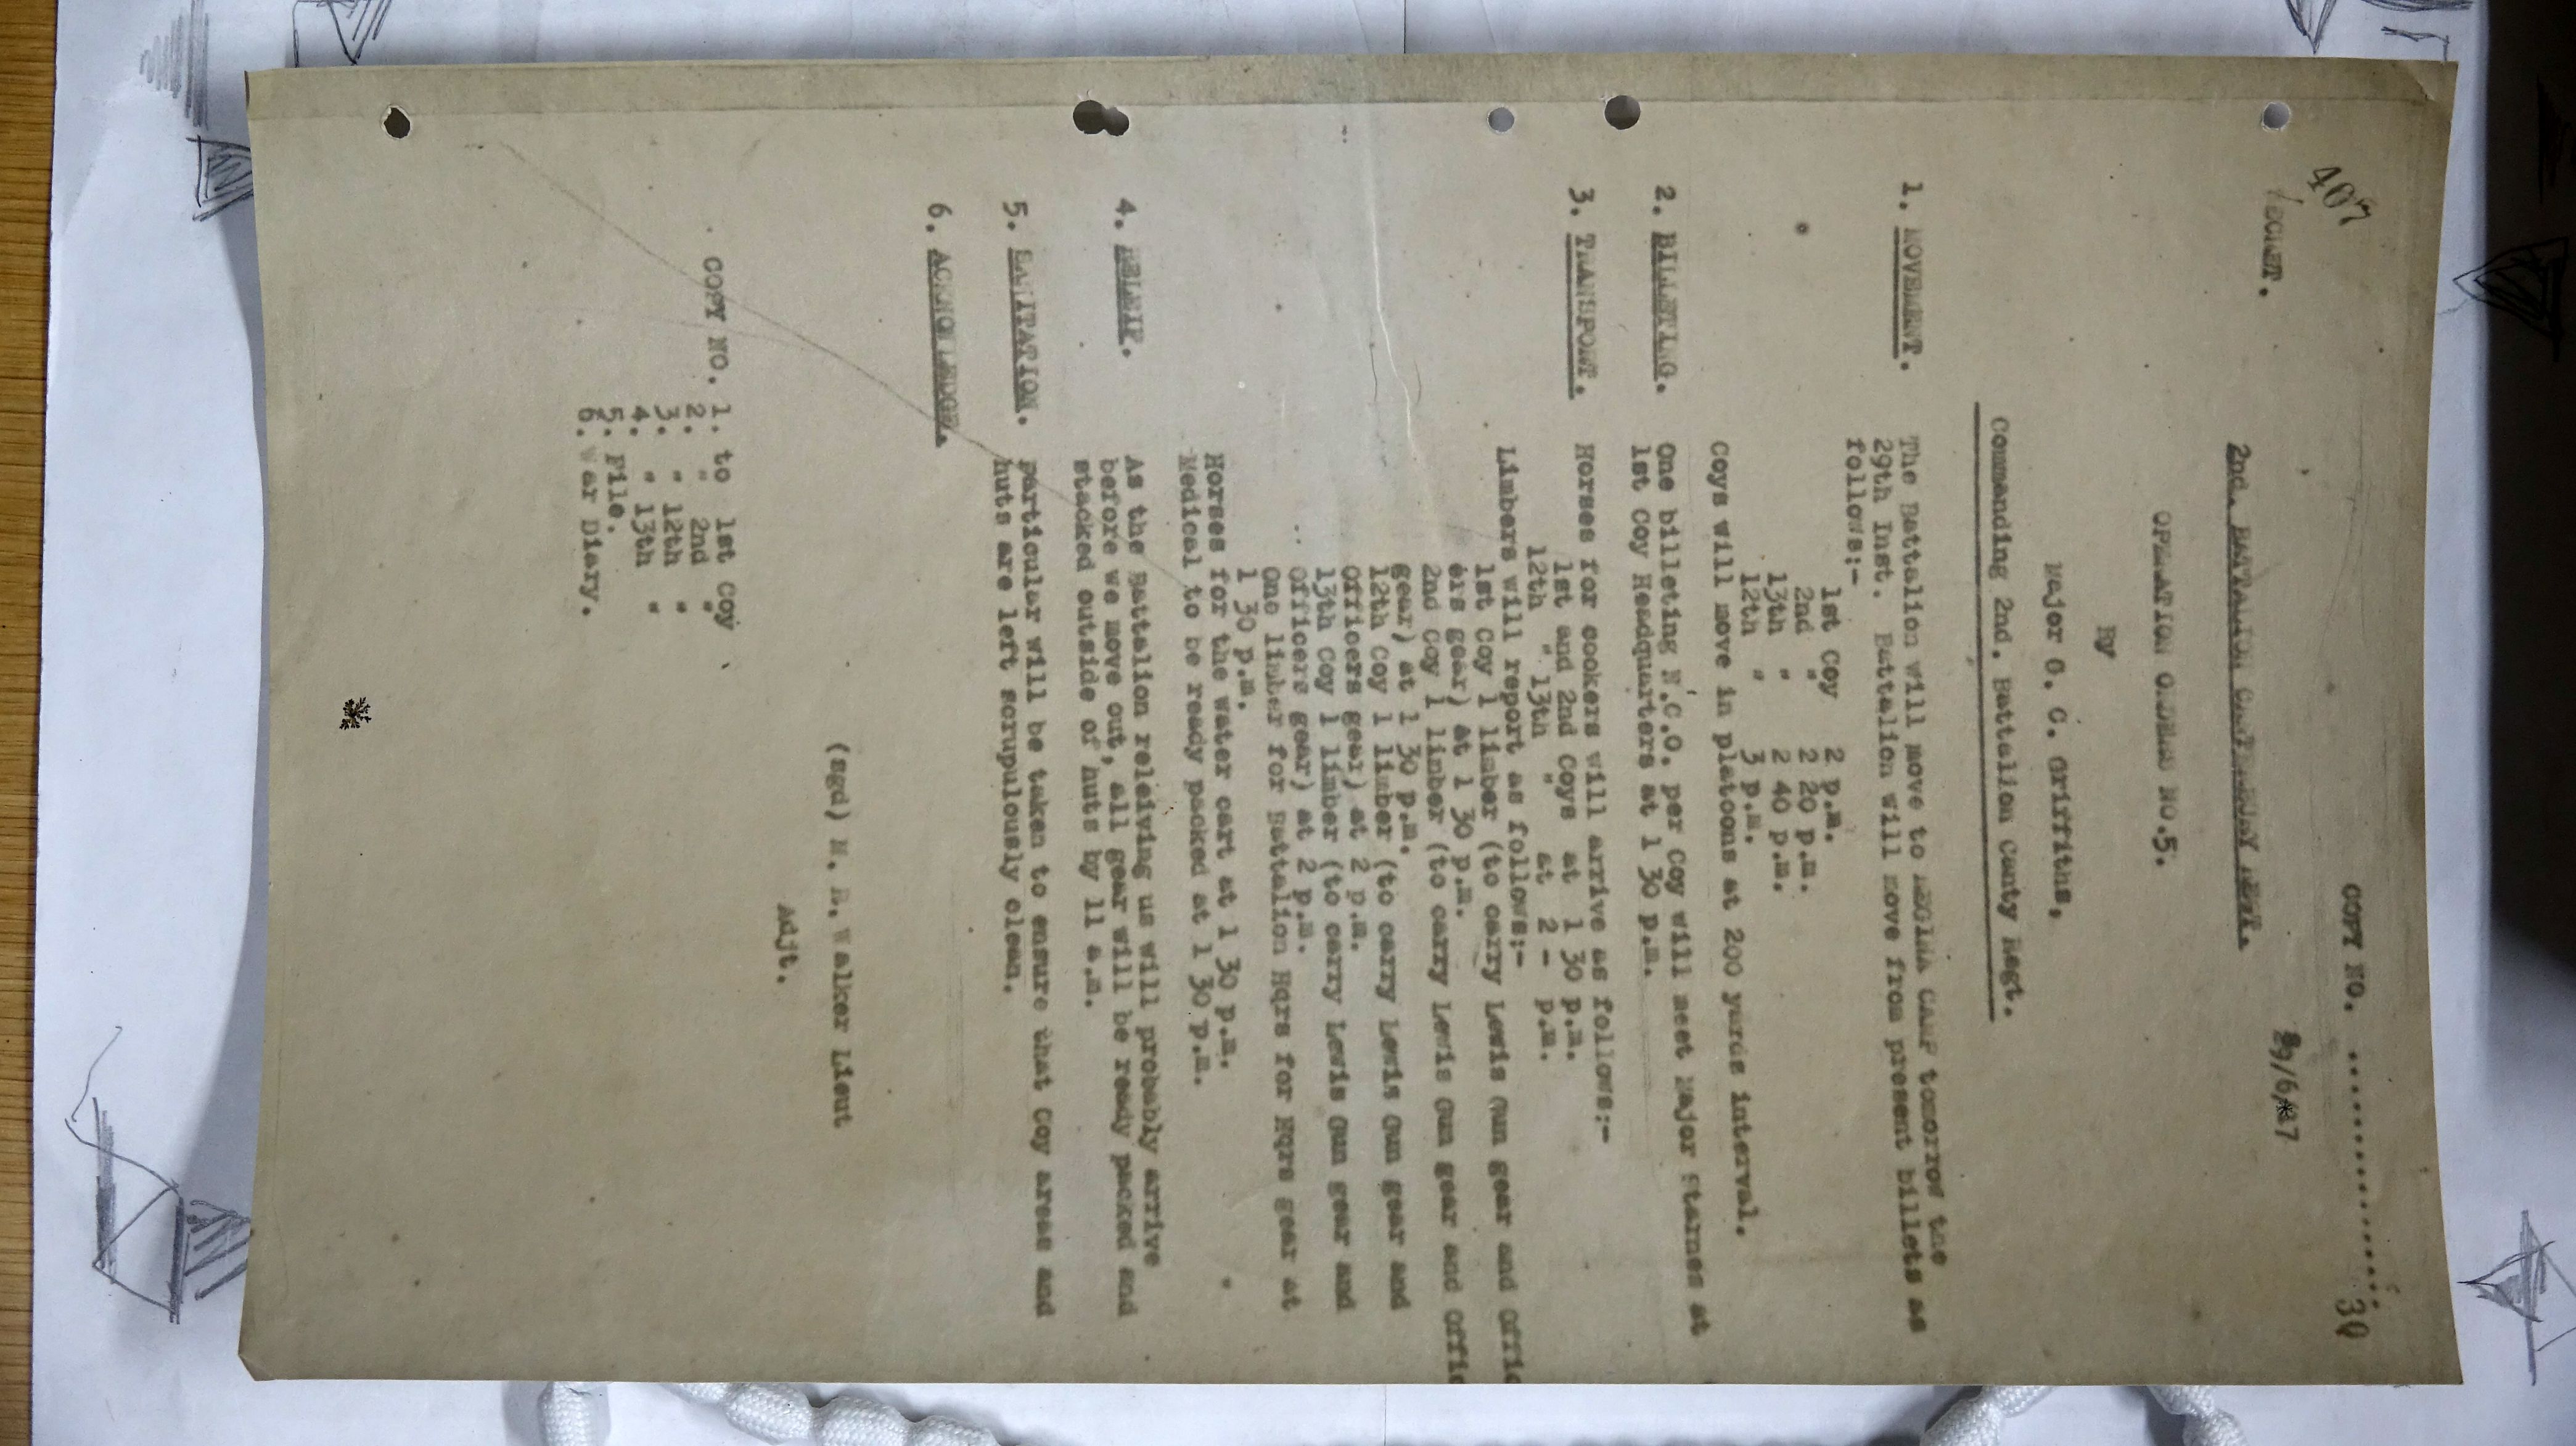 407
COPY NO. ....................
30
SECRET.
29/6/17
2nd. BATTALION CANTERBURY REGT.
OPERATION ORDERS NO.5.
By
Major O. C. Griffiths,
Commanding 2nd. Battalion Canty Regt.
1. MOVEMENT. The Battalion will move to REGINA CAMP tomorrow the
29th Inst. Battalion will move from present billets as
follows:-
1st Coy 2 p.m.
2nd " 2 20 p.m.
13th " 2 40 p.m.
12th " 3 p.m.
Coys will move in platoons at 200 yards interval.
2. BILLETING. One billeting N.C.O. per Coy will meet Major Starnes at
1st Coy Headquarters at 1 30 p.m.
3. TRANSPORT. Horses for cookers will arrive as follows:-
1st and 2nd Coys at 1 30 p.m.
12th " 13th " at 2 - p.m.
Limbers will report as follows:-
1st Coy 1 limber (to carry Lewis Gun gear and Offic
ers gear) at 1 30 p.m.
2nd Coy 1 limber (to carry Lewis Gun gear and Offic
gear) at 1 30 p.m.
12th Coy 1 limber (to carry Lewis Gun gear and
Officers gear) at 2 p.m.
13th Coy 1 limber (to carry Lewis Gun gear and
Officers gear) at 2 p.m.
One limber for Battalion Hqrs for Hqrs gear at
1 30 p.m.
Horses for the water cart at 1 30 p.m.
Medical to be ready packed at 1 30 p.m.
4. RELEIF. As the Battalion releiving us will probably arrive
before we move out, all gear will be ready packed and
stacked outside of huts by 11 a.m.
5. SANITATION. Particular will be taken to ensure that Coy areas and
huts are left scrupulously clean.
6. ACKNOWLEDGE.
(sgd) N. R. Walker Lieut
Adjt.
COPY NO. 1. to 1st Coy
2. " 2nd "
3. " 12th "
4. " 13th "
5. File.
6. War Diary.